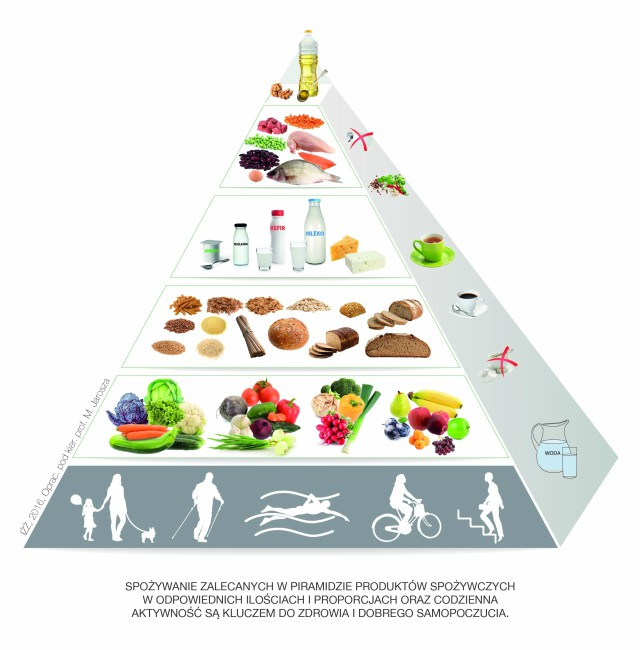 KEFIR
MLEKO
WODA
IŻŻ, 2016, Oprac. pod kier. prof. M. Jarosza
SPOŻYWANIE ZALECANYCH W PIRAMIDZIE PRODUKTÓW SPOŻYWCZYCH
W ODPOWIEDNICH ILOŚCIACH I PROPORCJACH ORAZ CODZIENNA
AKTYWNOŚĆ SĄ KLUCZEM DO ZDROWIA I DOBREGO SAMOPOCZUCIA.